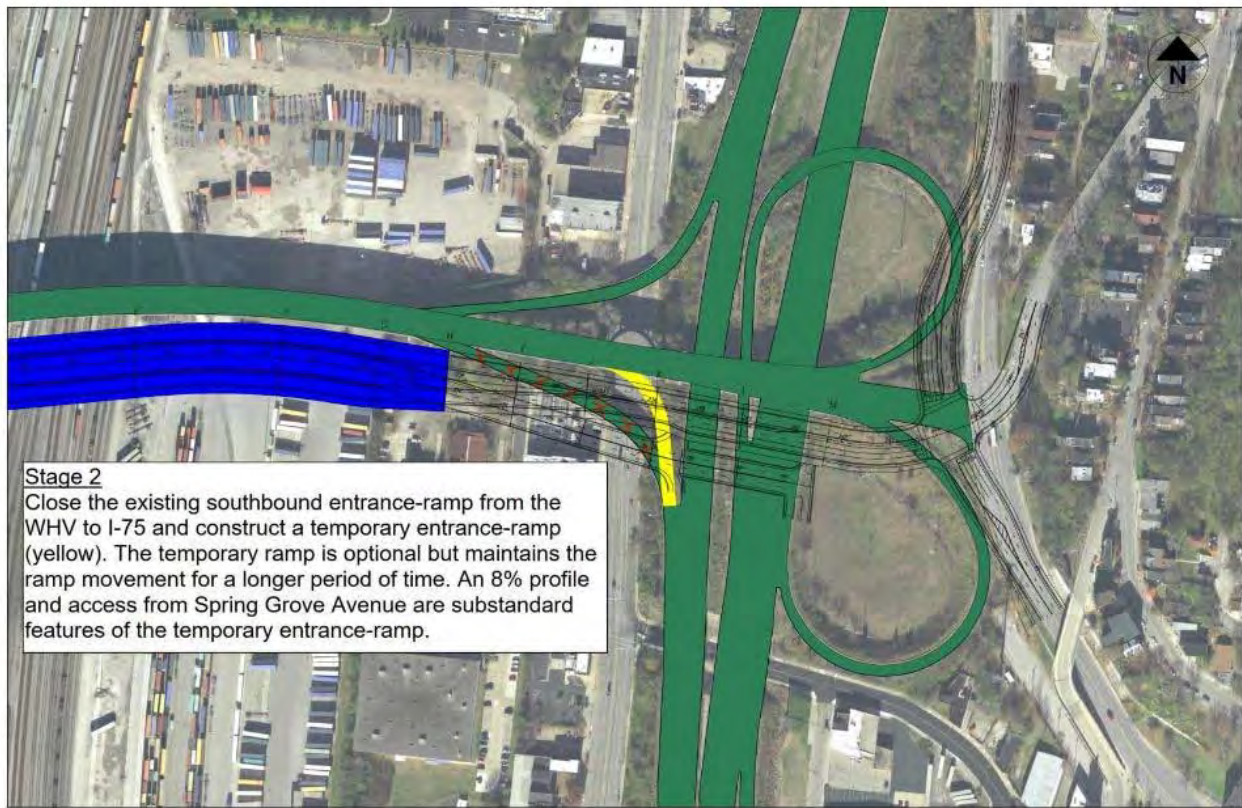 N
Stage 2
Close the existing southbound entrance-ramp from the
WHV to I-75 and construct a temporary entrance-ramp
(yellow). The temporary ramp is optional but maintains the
ramp movement for a longer period of time. An 8% profile
and access from Spring Grove Avenue are substandard
features of the temporary entrance-ramp.